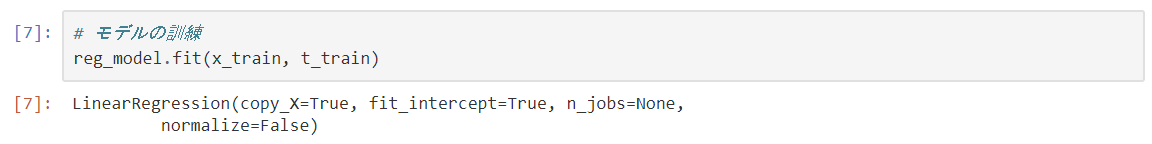 [7]: # モデルの訓練
reg_model.fit(x_train, t_train)
[7]: LinearRegression(copy_X=True, fit_intercept=True, n_jobs=None,
normalize=False)